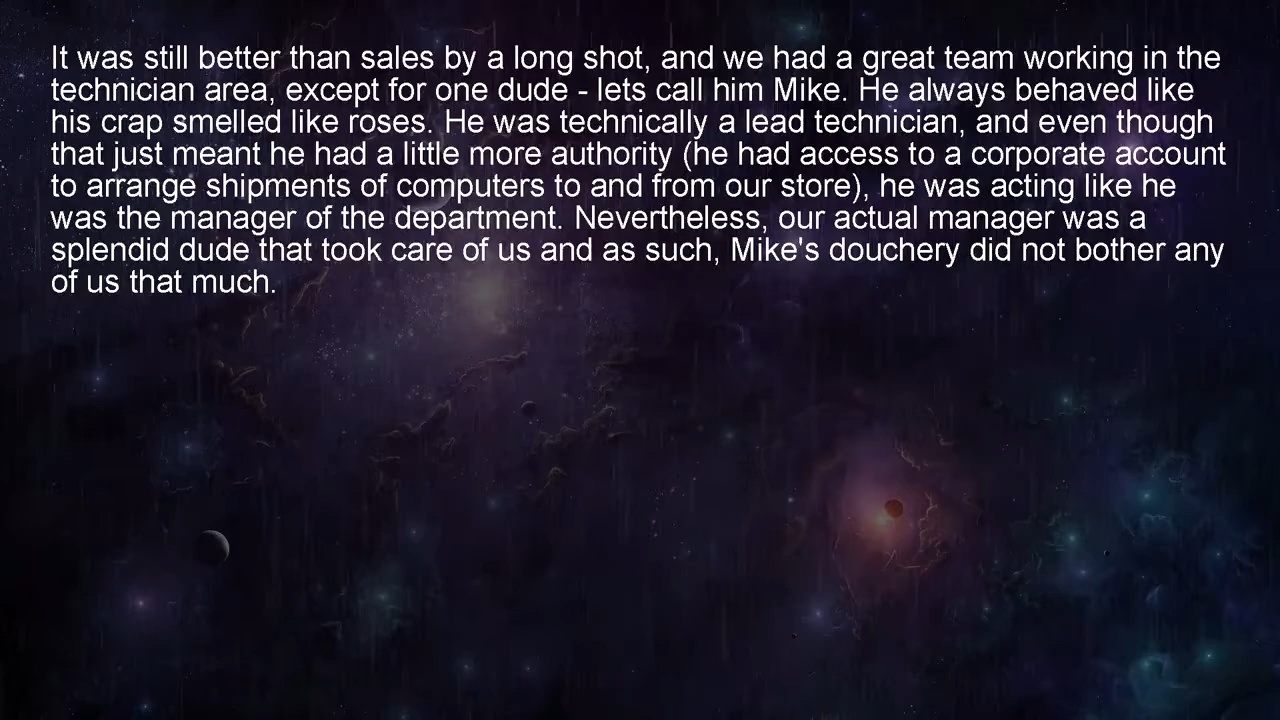 It was still better than sales by a long shot, and we had a great team working in the
technician area, except for one dude - lets call him Mike. He always behaved like
his crap smelled like roses. He was technically a lead technician, and even though
that just meant he had a little more authority (he had access to a corporate account
to arrange shipments of computers to and from our store), he was acting like he
was the manager of the department. Nevertheless, our actual manager was a
splendid dude that took care of us and as such, Mike's douchery did not bother any
of us that much.